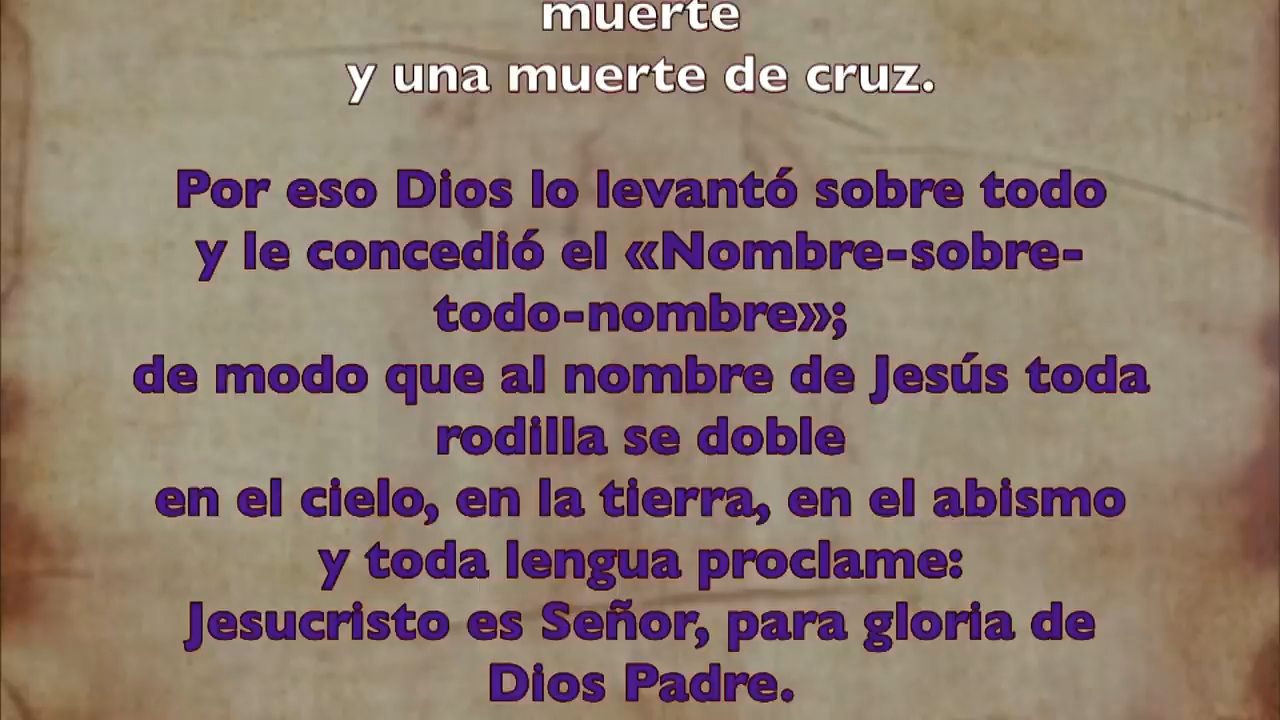 muerte
y una muerte de cruz.
Por eso Dios lo levantó sobre todo
y le concedió el «Nombre-sobre-
todo-nombre»;
de modo que al nombre de Jesús toda
rodilla se doble
en el cielo, en la tierra, en el abismo
y toda lengua proclame:
Jesucristo es Señor, para gloria de
Dios Padre.